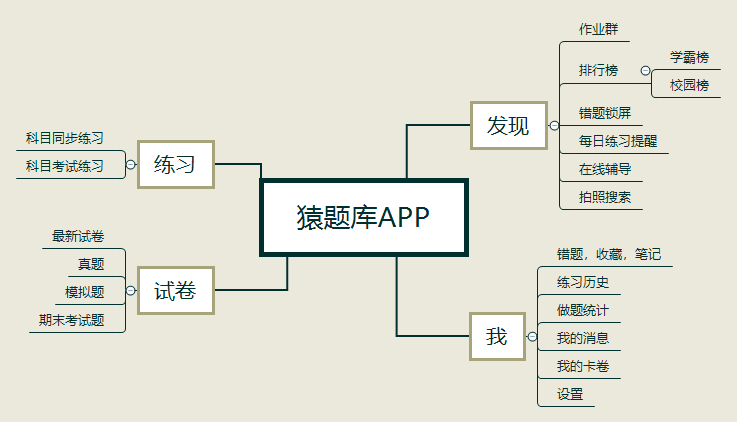 猿题库APP
练习
科目同步练习
科目考试练习
试卷
最新试卷
真题
模拟题
期末考试题
发现
作业群
排行榜
学霸榜
校园榜
错题锁屏
每日练习提醒
在线辅导
拍照搜索
我
错题，收藏，笔记
练习历史
做题统计
我的消息
我的卡卷
设置